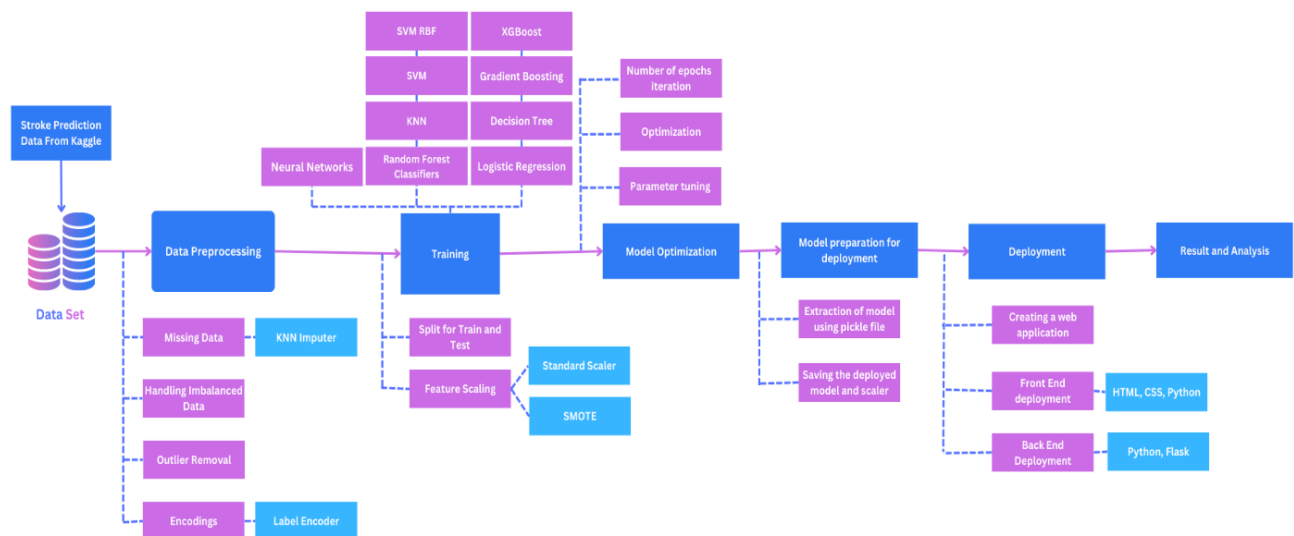 SVM RBF
XGBoost
SVM
Gradient Boosting
Number of epochs
iteration
Stroke Prediction
Data From Kaggle
KNN
Decision Tree
Optimization
Neural Networks
Random Forest
Classifiers
Logistic Regression
Parameter tuning
Data Preprocessing
Training
Model Optimization
Model preparation for
deployment
Deployment
Result and Analysis
Data Set
Missing Data
KNN Imputer
Handling Imbalanced
Data
Outlier Removal
Encodings
Label Encoder
Split for Train and
Test
Feature Scaling
Standard Scaler
SMOTE
Extraction of model
using pickle file
Saving the deployed
model and scaler
Creating a web
application
Front End
deployment
HTML, CSS, Python
Back End
Deployment
Python, Flask